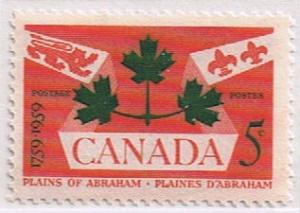 POSTAGE POSTES
1759-1959
CANADA 5¢
PLAINS OF ABRAHAM · PLAINES D'ABRAHAM